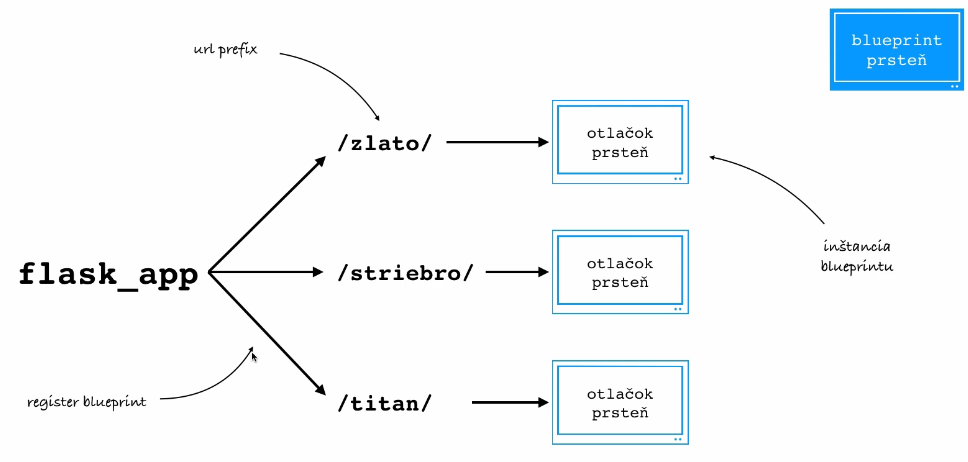 url prefix
blueprint
prsteň
/zlato/
otlačok
prsteň
inštancia
blueprintu
flask_app
/striebro/
otlačok
prsteň
register blueprint
/titan/
otlačok
prsteň